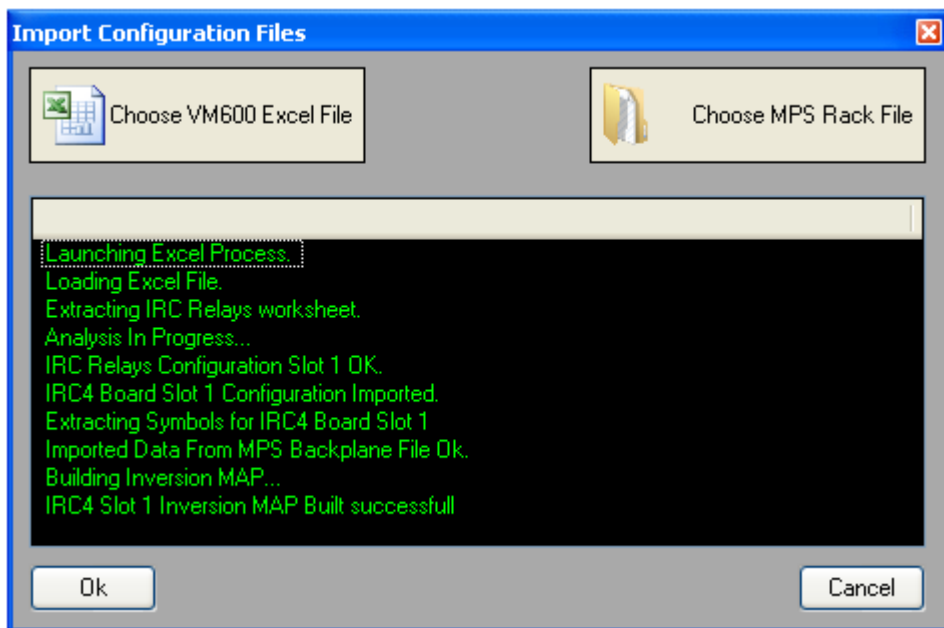 Import Configuration Files
Choose VM600 Excel File
Choose MPS Rack File
Launching Excel Process.
Loading Excel File.
Extracting IRC Relays worksheet.
Analysis In Progress...
IRC Relays Configuration Slot 1 OK.
IRC4 Board Slot 1 Configuration Imported.
Extracting Symbols for IRC4 Board Slot 1
Imported Data From MPS Backplane File Ok.
Building Inversion MAP...
IRC4 Slot 1 Inversion MAP Built successfull
Ok
Cancel